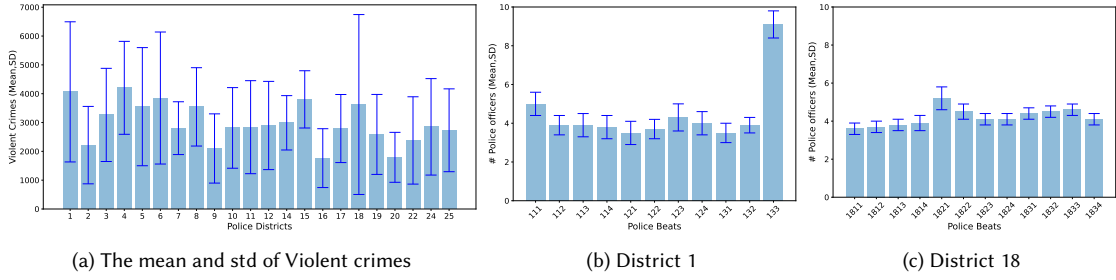 7000
6000
5000
4000
3000
2000
1000
0
Violent Crimes (Mean,SD)
1 2 3 4 5 6 7 8 9 10 11 12 14 15 16 17 18 19 20 22 24 25
Police Districts
(a) The mean and std of Violent crimes
10
8
6
4
2
0
# Police officers (Mean,SD)
111 112 113 114 121 122 123 124 131 132 133
Police Beats
(b) District 1
10
8
6
4
2
0
# Police officers (Mean,SD)
1811 1812 1813 1814 1821 1822 1823 1824 1831 1832 1833 1834
Police Beats
(c) District 18